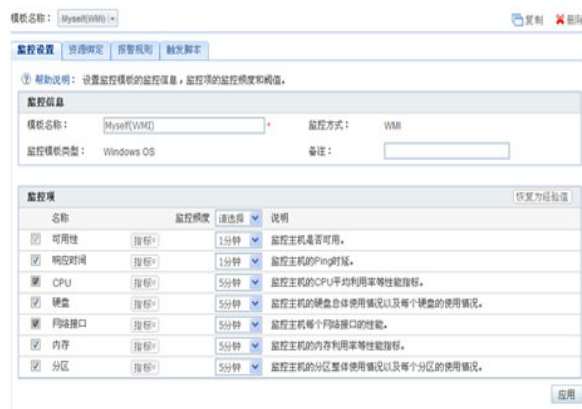 模板名称： Myself(WMI) 复制 删除
监控设置 资源绑定 报警规则 触发脚本
帮助说明： 设置监控模板的监控信息，监控项的监控频度和阈值。
监控信息
模板名称： Myself(WMI) * 监控方式： WMI
监控模板类型： Windows OS 备注：
监控项 恢复为经验值
名称 监控频度 请选择 说明
可用性 指标 1分钟 监控主机是否可用。
响应时间 指标 1分钟 监控主机的Ping时延。
CPU 指标 5分钟 监控主机的CPU平均利用率等性能指标。
硬盘 指标 5分钟 监控主机的硬盘总体使用情况以及每个硬盘的使用情况。
网络接口 指标 5分钟 监控主机每个网络接口的性能。
内存 指标 5分钟 监控主机的内存利用率等性能指标。
分区 指标 5分钟 监控主机的分区整体使用情况以及每个分区的使用情况。
应用